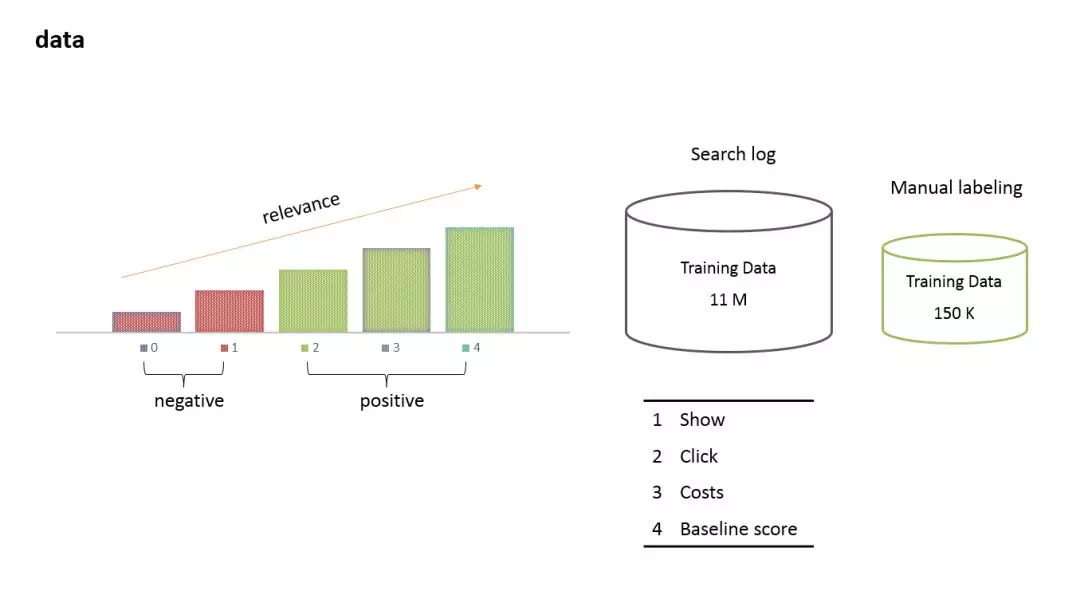 data
relevance
0 1 2 3 4
negative positive
Search log
Training Data
11 M
Manual labeling
Training Data
150 K
1 Show
2 Click
3 Costs
4 Baseline score